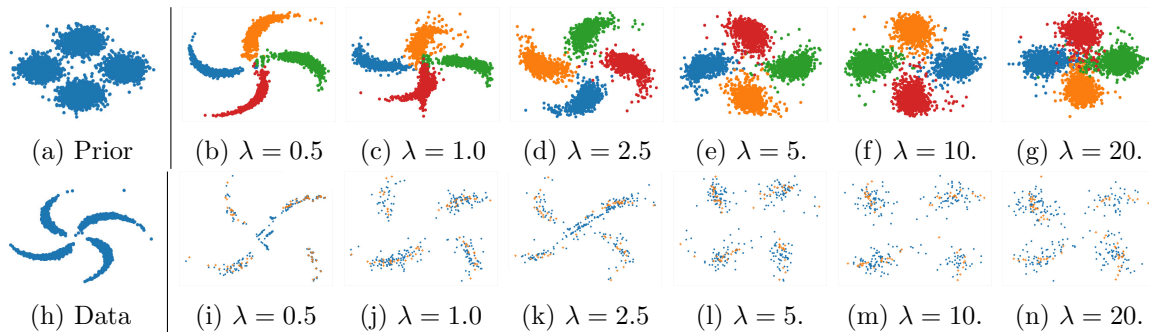 (a) Prior (b) λ = 0.5 (c) λ = 1.0 (d) λ = 2.5 (e) λ = 5. (f) λ = 10. (g) λ = 20.
(h) Data (i) λ = 0.5 (j) λ = 1.0 (k) λ = 2.5 (l) λ = 5. (m) λ = 10. (n) λ = 20.